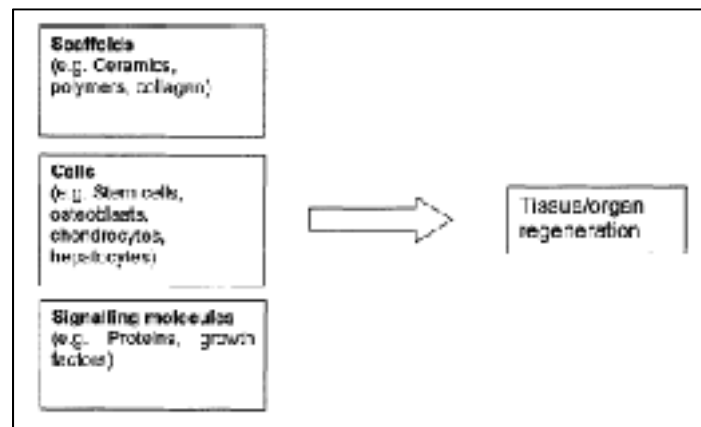 Scaffolds
(e.g. Ceramics,
polymers, collagen)
Cells
(e.g. Stem cells,
osteoblasts,
chondrocytes,
hepatocytes)
Signalling molecules
(e.g. Proteins, growth
factors)
Tissue/organ
regeneration